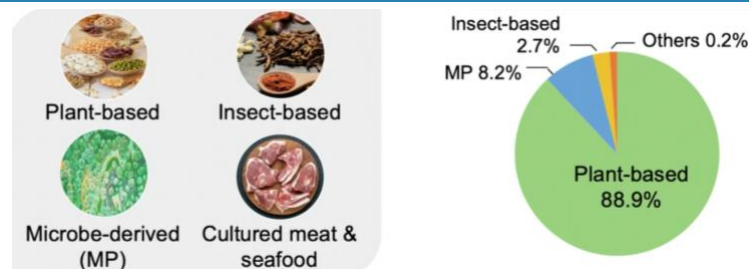 Plant-based
Insect-based
Microbe-derived
(MP)
Cultured meat &
seafood
Insect-based
2.7%
Others 0.2%
MP 8.2%
Plant-based
88.9%